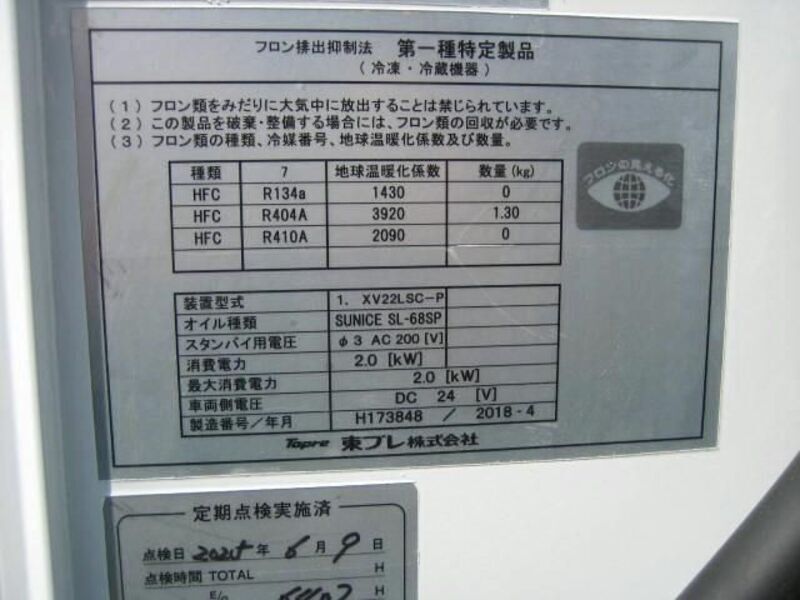 フロン排出抑制法 第一種特定製品
(冷凍・冷蔵機器)
(1) フロン類をみだりに大気中に放出することは禁じられています。
(2) この製品を破棄・整備する場合には、フロン類の回収が必要です。
(3) フロン類の種類、冷媒番号、地球温暖化係数及び数量。
フロンの見える化
種類 7 地球温暖化係数 数量(kg)
HFC R134a 1430 0
HFC R404A 3920 1.30
HFC R410A 2090 0
装置型式 1. XV22LSC-P
オイル種類 SUNICE SL-68SP
スタンバイ用電圧 φ3 AC 200 [V]
消費電力 2.0 [kW]
最大消費電力 2.0 [kW]
車両側電圧 DC 24 [V]
製造番号/年月 H173848 / 2018-4
Topre 東プレ株式会社
定期点検実施済
点検日 年 6月9日
点検時間 TOTAL H
E/G H